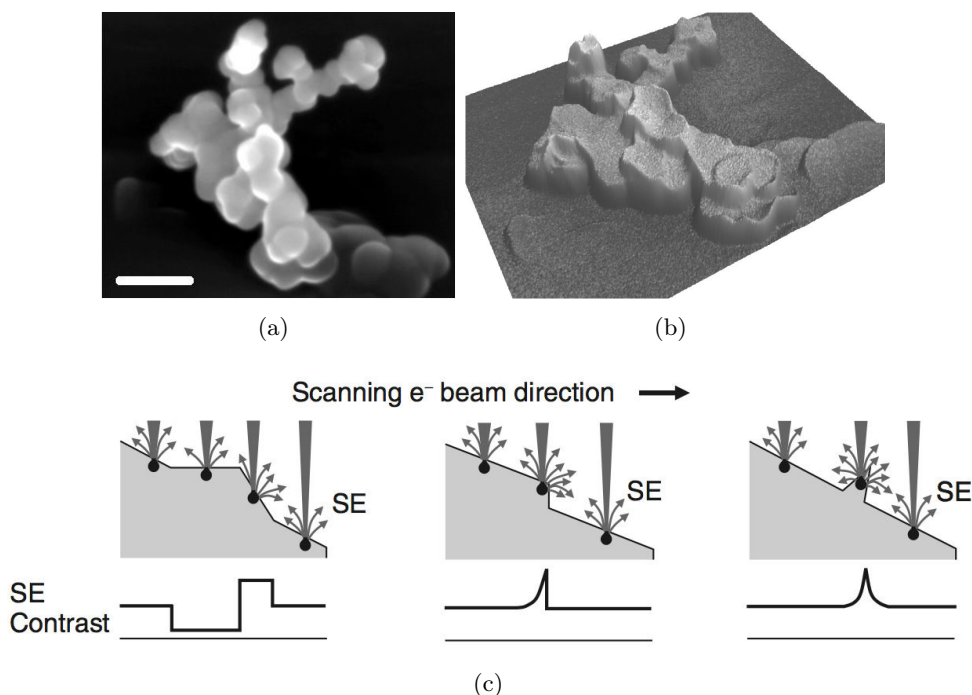 (a)
(b)
Scanning e⁻ beam direction
SE
SE
SE
SE
Contrast
(c)